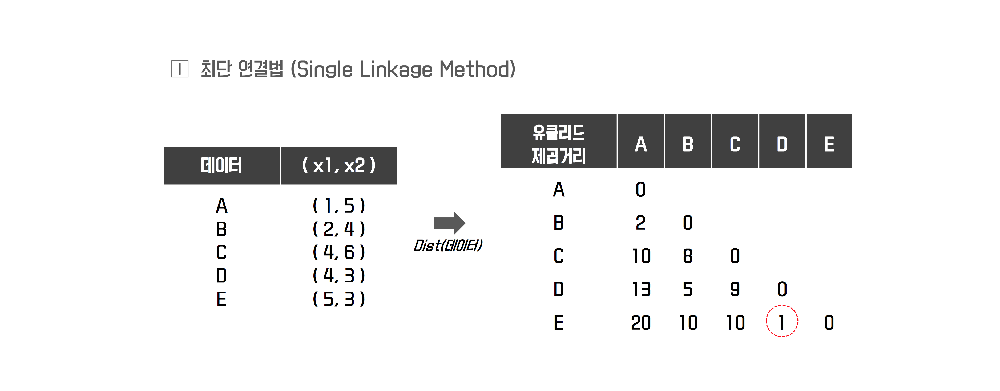 1 최단 연결법 (Single Linkage Method)
데이터 ( x1, x2 )
A ( 1, 5 )
B ( 2, 4 )
C ( 4, 6 )
D ( 4, 3 )
E ( 5, 3 )
Dist(데이터)
유클리드
제곱거리 A B C D E
A 0
B 2 0
C 10 8 0
D 13 5 9 0
E 20 10 10 1 0